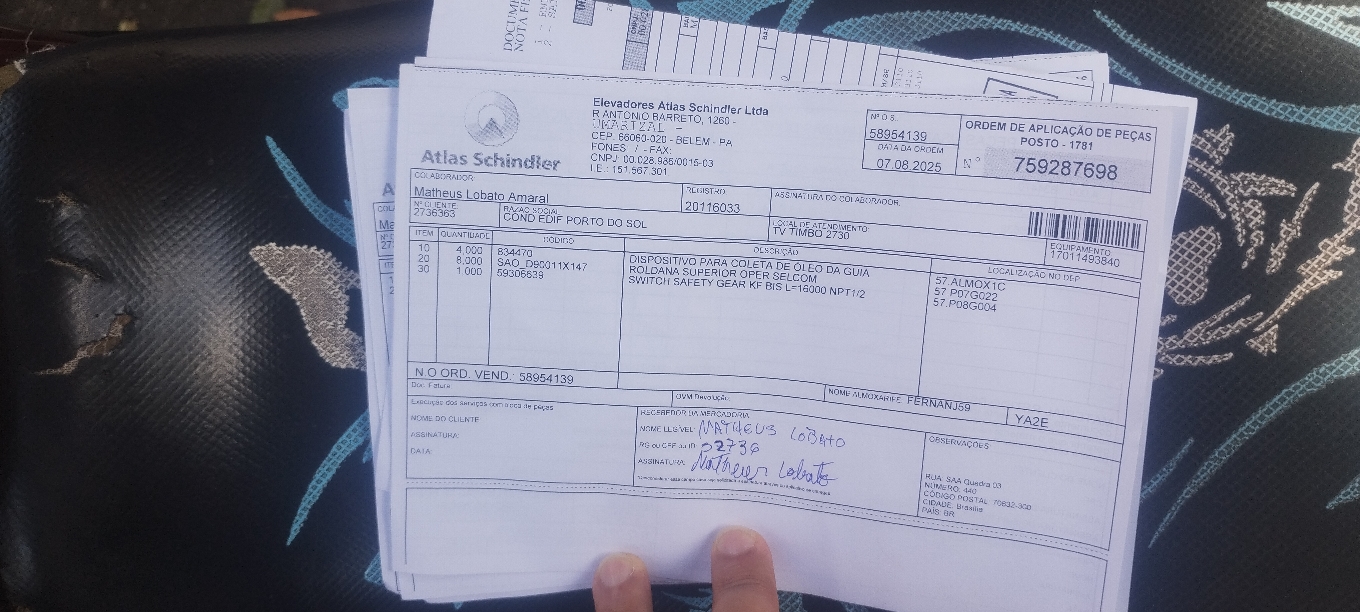 Atlas Schindler
Elevadores Atlas Schindler Ltda
R ANTONIO BARRETO, 1260 -
UMARIZAL -
CEP. 66060-020 - BELEM - PA
FONES / - FAX:
CNPJ 00.028.986/0015-03
I.E.: 151.567.301
Nº O.S.
58954139
DATA DA ORDEM
07.08.2025
ORDEM DE APLICAÇÃO DE PEÇAS
POSTO - 1781
Nº 759287698
COLABORADOR:
Matheus Lobato Amaral
REGISTRO
20116033
ASSINATURA DO COLABORADOR:
Nº CLIENTE
2736363
RAZÃO SOCIAL
COND EDIF PORTO DO SOL
LOCAL DE ATENDIMENTO:
TV TIMBO 2730
EQUIPAMENTO
17011493840
ITEM QUANTIDADE CÓDIGO DESCRIÇÃO LOCALIZAÇÃO NO DEP
10 4,000 834470 DISPOSITIVO PARA COLETA DE ÓLEO DA GUIA 57.ALMOX1C
20 8,000 SAO_D90011X147 ROLDANA SUPERIOR OPER SELCOM 57.P07G022
30 1,000 59306639 SWITCH SAFETY GEAR KF BIS L=16000 NPT1/2 57.P08G004
N.O ORD. VEND.: 58954139
Doc. Fatura
OVM Devolução:
NOME ALMOXARIFE FERNANJ59
YA2E
Execução dos serviços com troca de peças
NOME DO CLIENTE
ASSINATURA:
DATA:
RECEBEDOR DA MERCADORIA
NOME LEGÍVEL: MATHEUS LOBATO
RG ou CPF ou ID: 02736
ASSINATURA: Matheus Lobato
OBSERVAÇÕES
RUA: SAA Quadra 03
NÚMERO: 440
CÓDIGO POSTAL: 70632-300
CIDADE: Brasília
PAÍS: BR